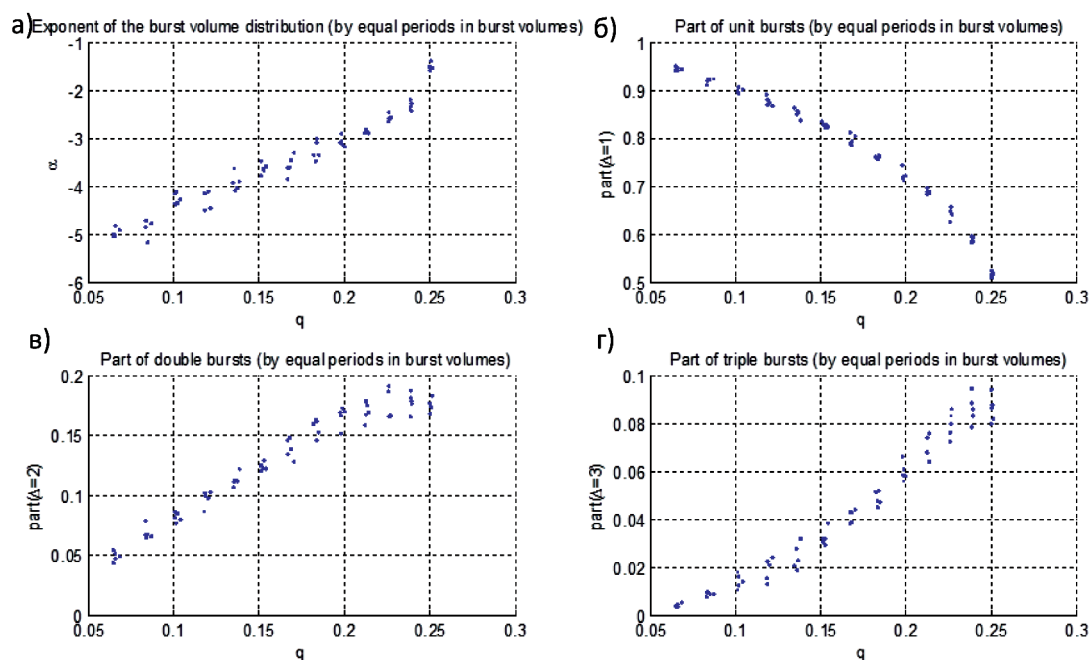 а) Exponent of the burst volume distribution (by equal periods in burst volumes)
-1
-2
-3
-4
-5
-6
α
0.05 0.1 0.15 0.2 0.25 0.3
q
б) Part of unit bursts (by equal periods in burst volumes)
1
0.9
0.8
0.7
0.6
0.5
part(Δ=1)
0.05 0.1 0.15 0.2 0.25 0.3
q
в)
Part of double bursts (by equal periods in burst volumes)
0.2
0.15
0.1
0.05
0
part(Δ=2)
0.05 0.1 0.15 0.2 0.25 0.3
q
г)
Part of triple bursts (by equal periods in burst volumes)
0.1
0.08
0.06
0.04
0.02
0
part(Δ=3)
0.05 0.1 0.15 0.2 0.25 0.3
q